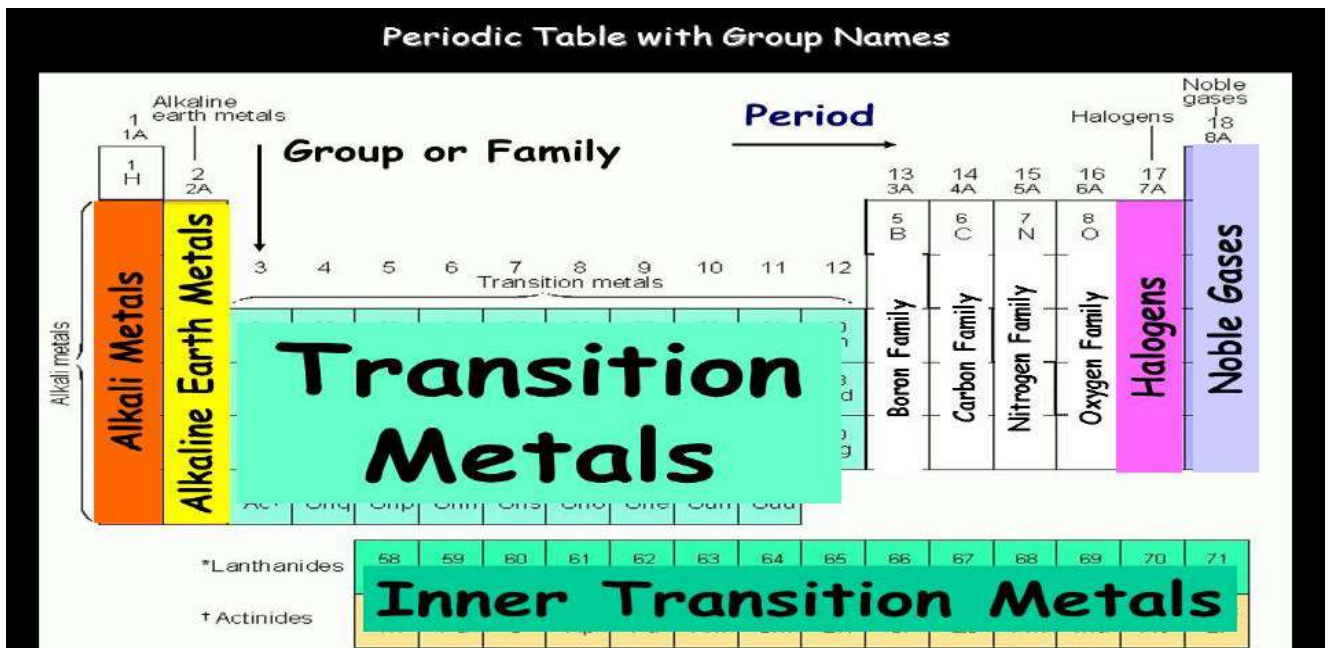 Periodic Table with Group Names
Noble
gases
Alkaline
earth metals
Period
Halogens
1
1A
18
8A
Group or Family
1
H
2
2A
13
3A
14
4A
15
5A
16
6A
17
7A
5
B
6
C
7
N
8
O
3 4 5 6 7 8 9 10 11 12
Transition metals
Alkali metals
Alkali Metals
Alkaline Earth Metals
Transition
Metals
Boron Family
Carbon Family
Nitrogen Family
Oxygen Family
Halogens
Noble Gases
*Lanthanides
58 59 60 61 62 63 64 65 66 67 68 69 70 71
Inner Transition Metals
† Actinides